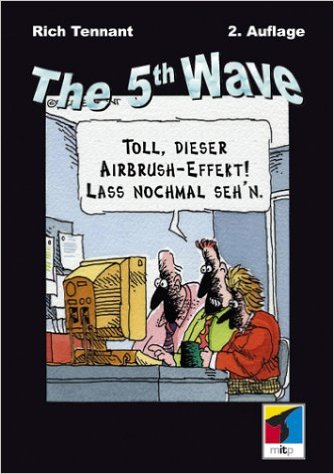 Rich Tennant 2. Auflage
The 5th Wave
TOLL, DIESER
AIRBRUSH-EFFEKT!
LASS NOCHMAL SEH'N.
mitp